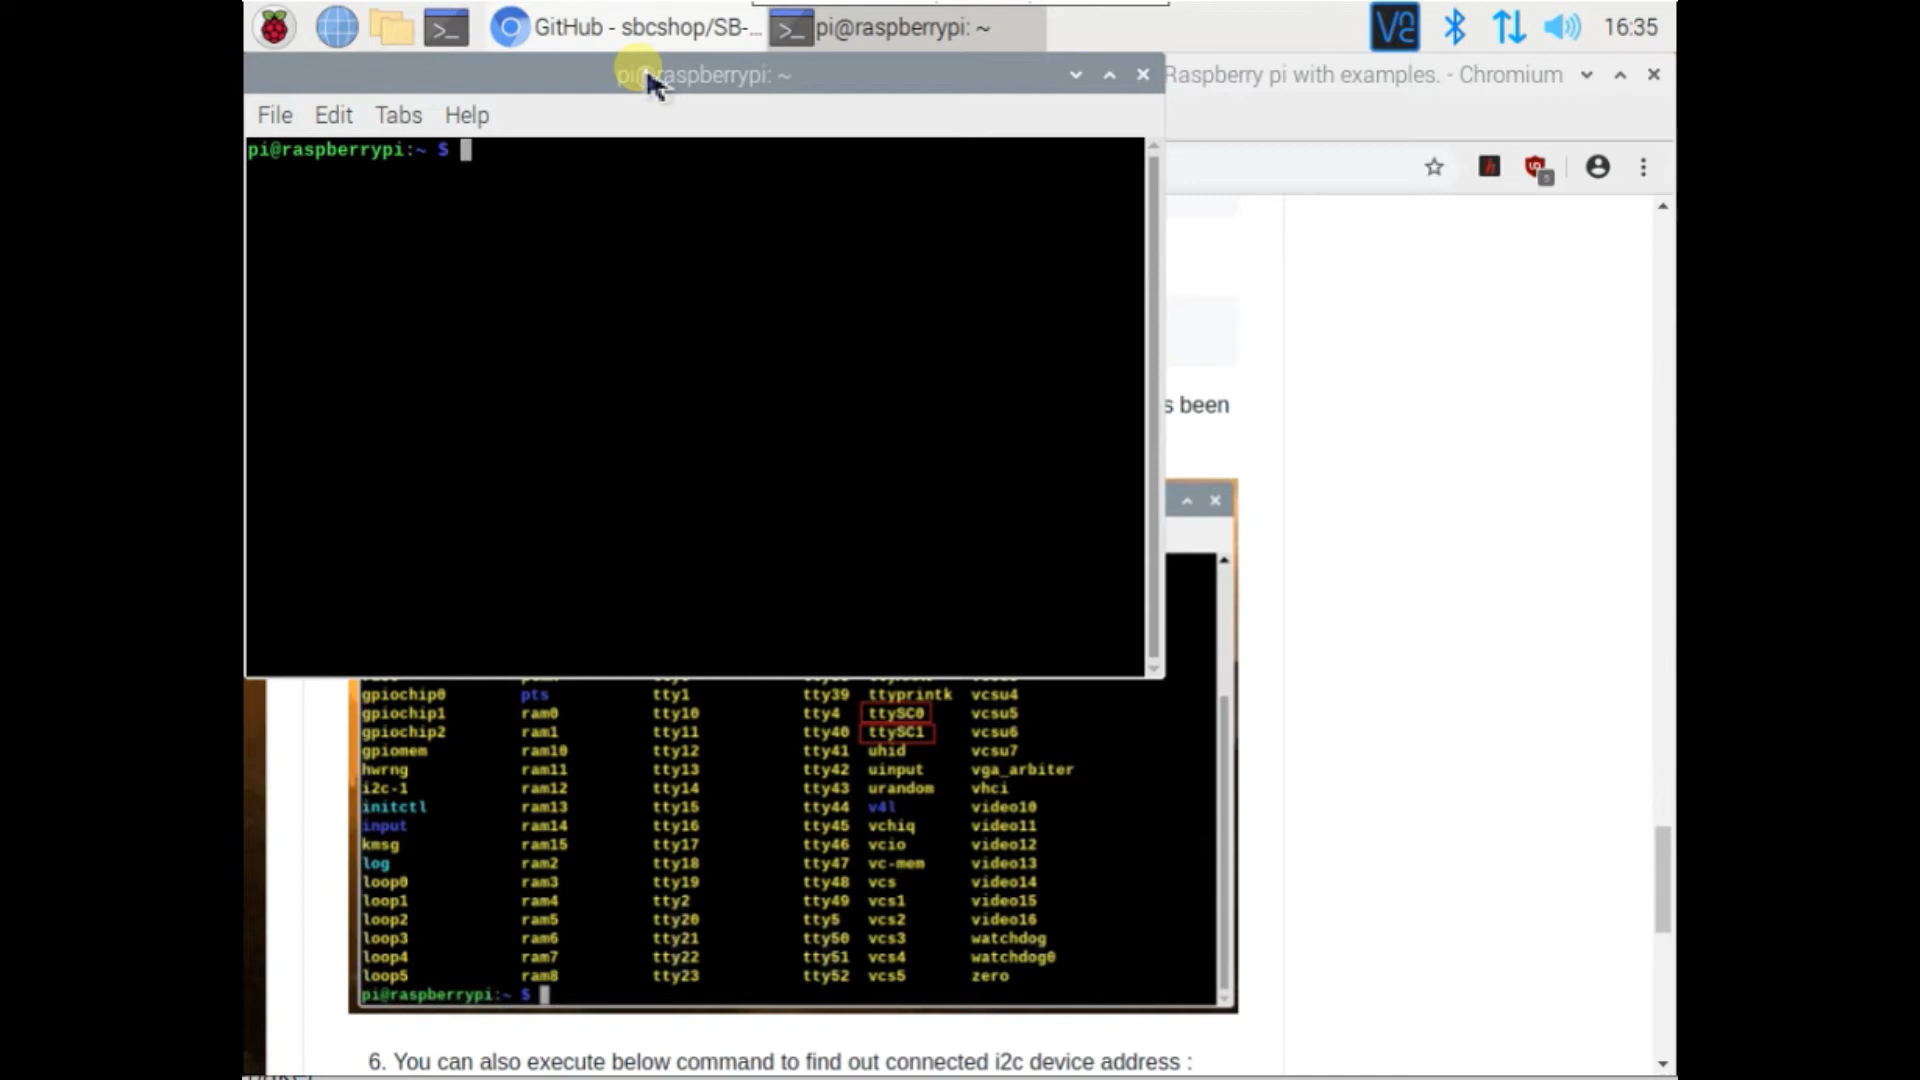 GitHub - sbcshop/SB-... pi@raspberrypi: ~ 16:35
pi@raspberrypi: ~ Raspberry pi with examples. - Chromium
File Edit Tabs Help
pi@raspberrypi:~ $
s been
gpiochip0 pts tty1 tty39 ttyprintk vcsu4
gpiochip1 ram0 tty10 tty4 ttySC0 vcsu5
gpiochip2 ram1 tty11 tty40 ttySC1 vcsu6
gpiomem ram10 tty12 tty41 uhid vcsu7
hwrng ram11 tty13 tty42 uinput vga_arbiter
i2c-1 ram12 tty14 tty43 urandom vhci
initctl ram13 tty15 tty44 v4l video10
input ram14 tty16 tty45 vchiq video11
kmsg ram15 tty17 tty46 vcio video12
log ram2 tty18 tty47 vc-mem video13
loop0 ram3 tty19 tty48 vcs video14
loop1 ram4 tty2 tty49 vcs1 video15
loop2 ram5 tty20 tty5 vcs2 video16
loop3 ram6 tty21 tty50 vcs3 watchdog
loop4 ram7 tty22 tty51 vcs4 watchdog0
loop5 ram8 tty23 tty52 vcs5 zero
pi@raspberrypi:~ $
6. You can also execute below command to find out connected i2c device address :